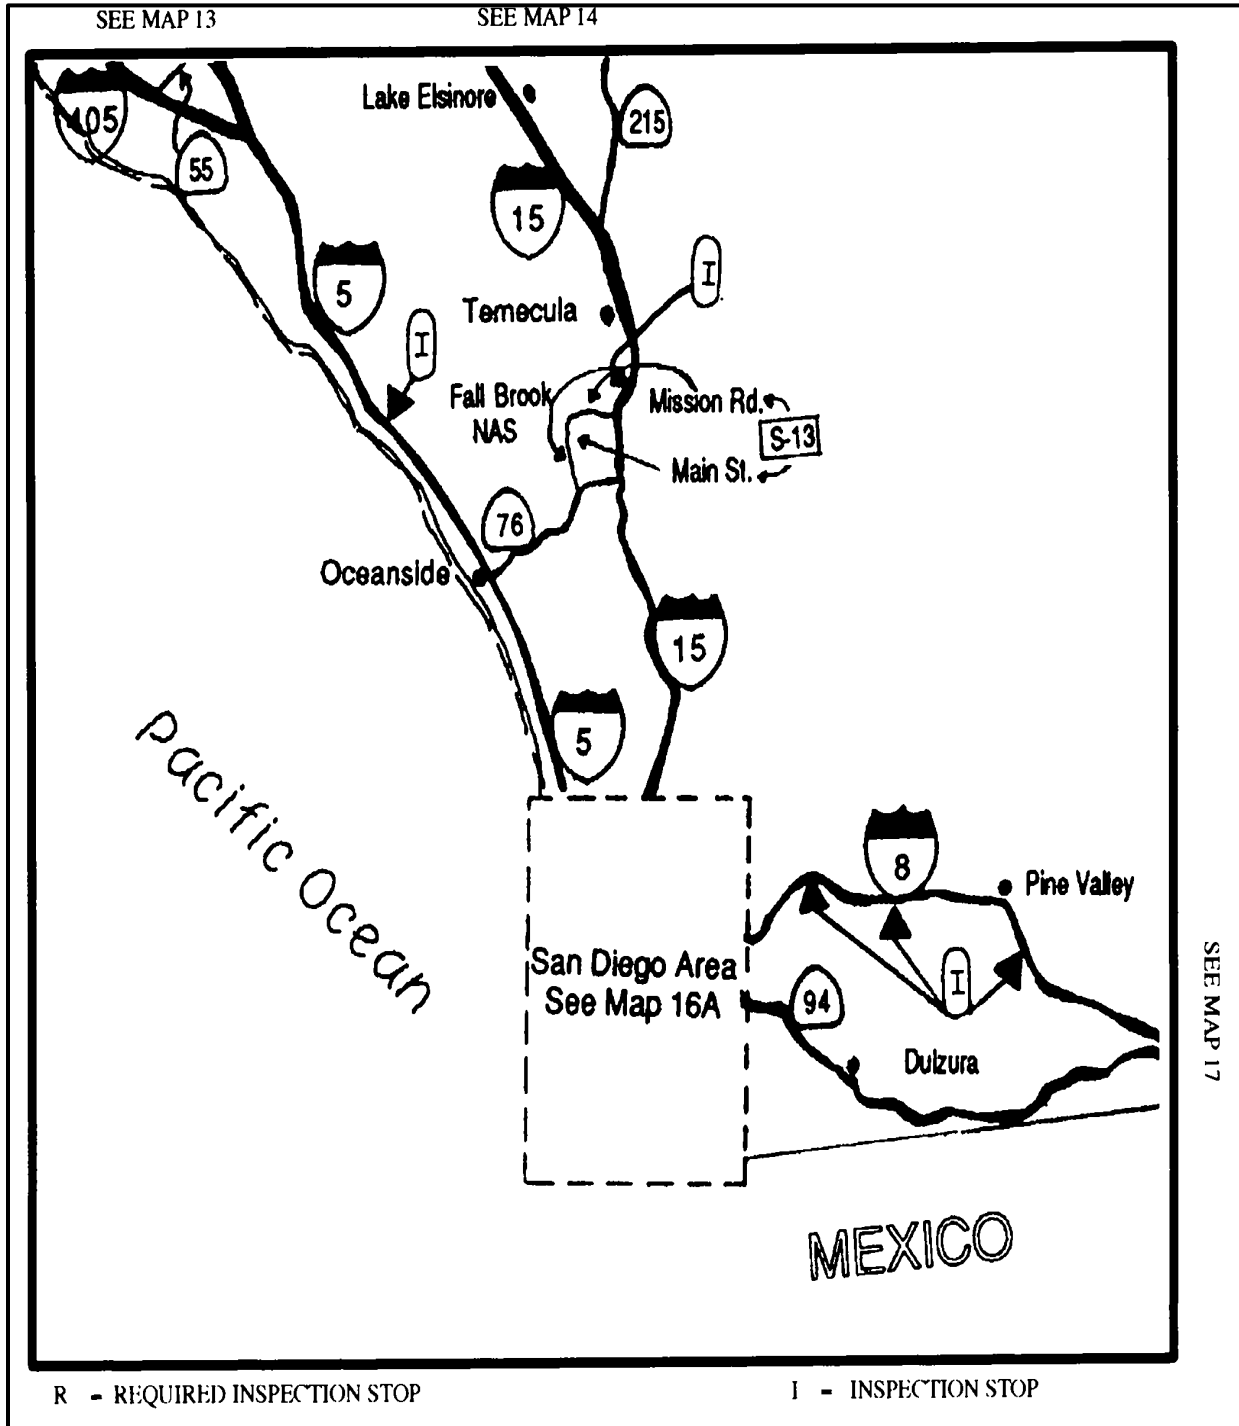 SEE MAP 13
SEE MAP 14
Lake Elsinore
405
215
55
15
I
5
Temecula
I
Fall Brook
NAS
Mission Rd.
S-13
Main St.
76
Oceanside
15
5
Pacific Ocean
8
Pine Valley
San Diego Area
See Map 16A
I
94
SEE MAP 17
Dulzura
MEXICO
R - REQUIRED INSPECTION STOP
I - INSPECTION STOP